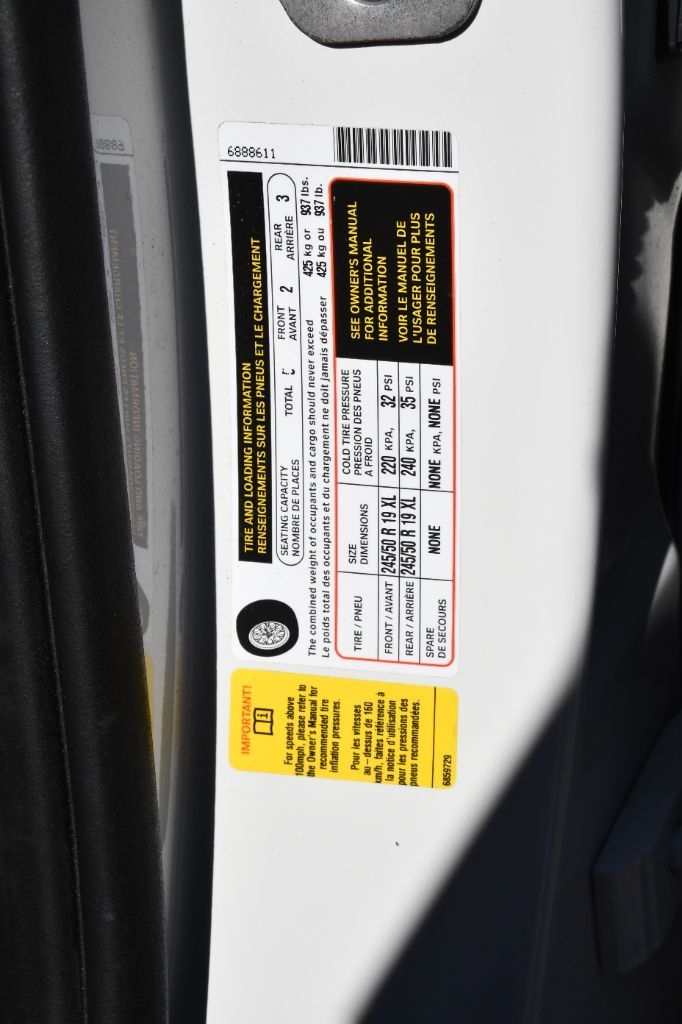 6888611
TIRE AND LOADING INFORMATION
RENSEIGNEMENTS SUR LES PNEUS ET LE CHARGEMENT
SEATING CAPACITY
NOMBRE DE PLACES
TOTAL
FRONT
AVANT 2
REAR
ARRIÈRE 3
The combined weight of occupants and cargo should never exceed 425 kg or 937 lbs.
Le poids total des occupants et du chargement ne doit jamais dépasser 425 kg ou 937 lb.
TIRE / PNEU
SIZE
DIMENSIONS
COLD TIRE PRESSURE
PRESSION DES PNEUS
A FROID
FRONT / AVANT 245/50 R 19 XL 220 KPA, 32 PSI
REAR / ARRIÈRE 245/50 R 19 XL 240 KPA, 35 PSI
SPARE
DE SECOURS
NONE NONE KPA, NONE PSI
SEE OWNER'S MANUAL
FOR ADDITIONAL
INFORMATION
VOIR LE MANUEL DE
L'USAGER POUR PLUS
DE RENSEIGNEMENTS
IMPORTANT!
For speeds above
100mph, please refer to
the Owner's Manual for
recommended tire
inflation pressures.
Pour les vitesses
au – dessus de 160
km/h, faites référence à
la notice d'utilisation
pour les pressions des
pneus recommandées.
6859729